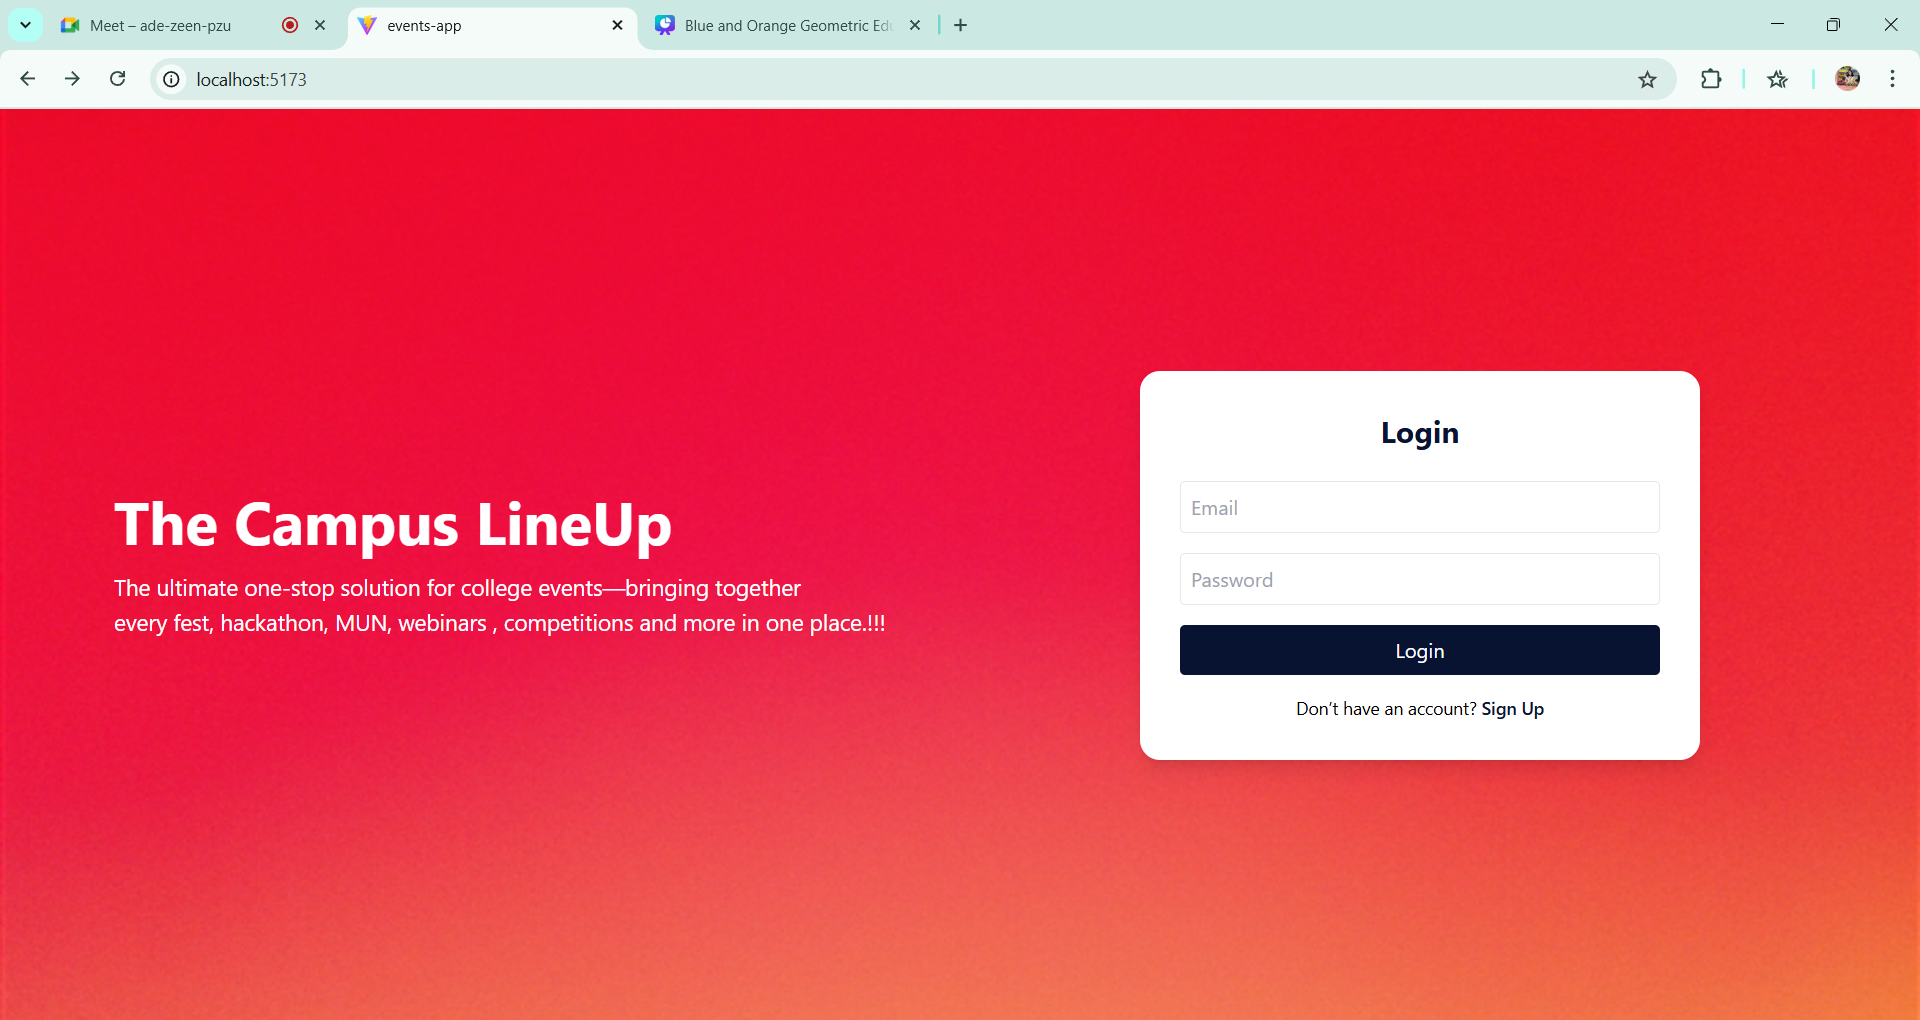 Meet – ade-zeen-pzu
events-app
Blue and Orange Geometric Edu
localhost:5173
The Campus LineUp
The ultimate one-stop solution for college events—bringing together
every fest, hackathon, MUN, webinars , competitions and more in one place.!!!
Login
Email
Password
Login
Don’t have an account? Sign Up